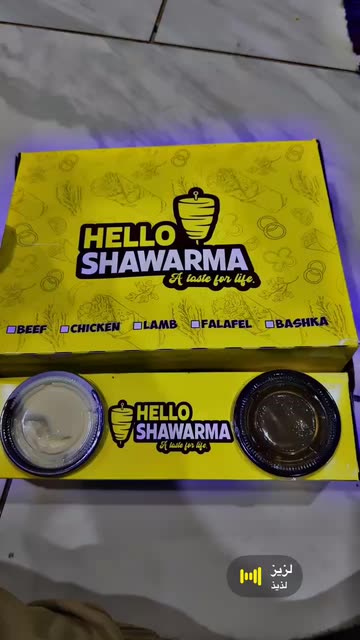 HELLO
SHAWARMA
A taste for life.
BEEF CHICKEN LAMB FALAFEL BASHKA
HELLO
SHAWARMA
A taste for life.
لزيز
لذيذ